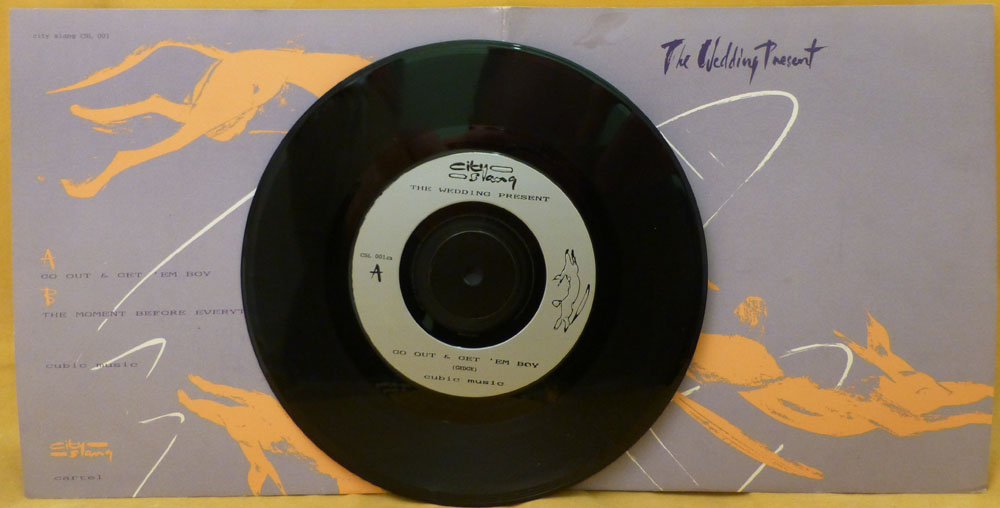 city slang CSL 001
A
GO OUT & GET 'EM BOY
B
THE MOMENT BEFORE EVERYT
cubic music
city slang
cartel
city slang
THE WEDDING PRESENT
CSL 001
A
GO OUT & GET 'EM BOY
(GEDGE)
cubic music
The Wedding Present